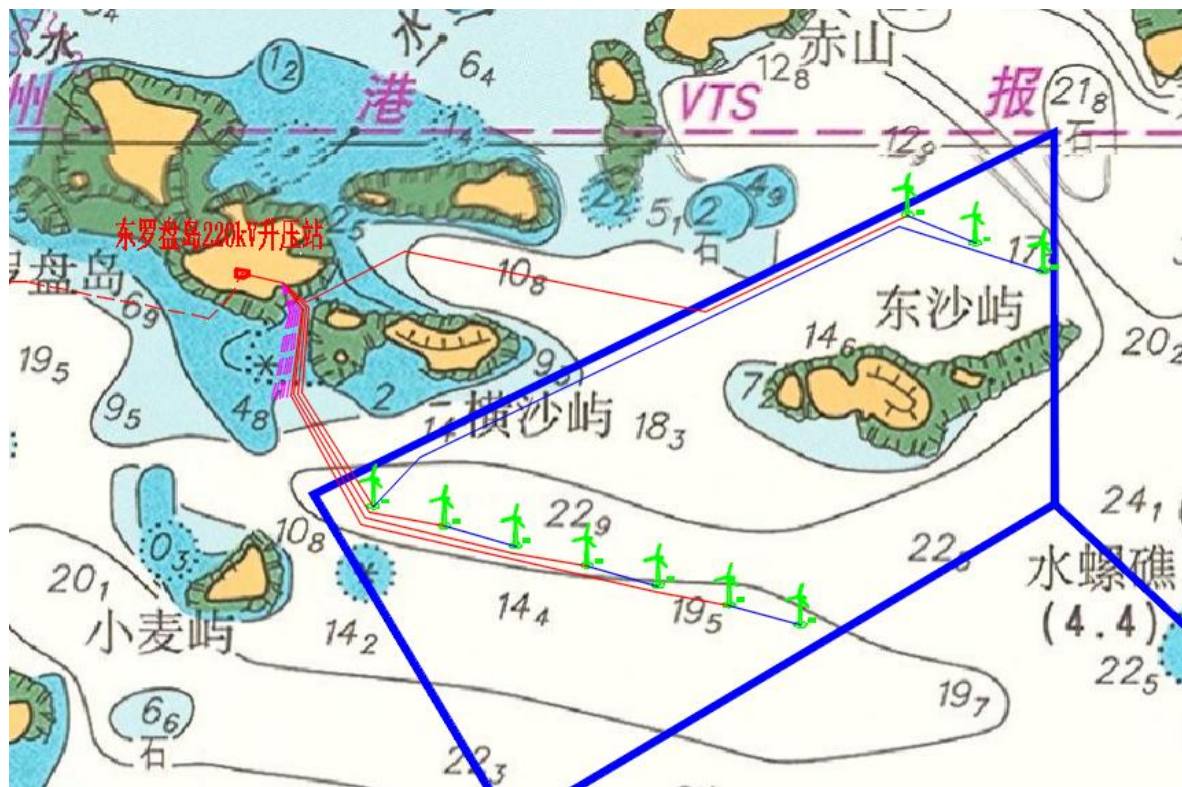 水
水
赤山
1₂
6₄
12₈
州 港 VTS 报
21₈
石
1₄
12₉
2₂
5₁
2
4₉
石
2₅
东罗盘岛220kV升压站
盘岛
6₉
10₈
17
东沙屿
14₆
19₅
9₅
4₈
2
7₂
20₂
横沙屿
18₃
24₁
22₉
10₈
0₃
20₁
水螺礁
(4.4)
小麦屿
14₂
14₄
19₅
22₅
19₇
6₆
石
22₃